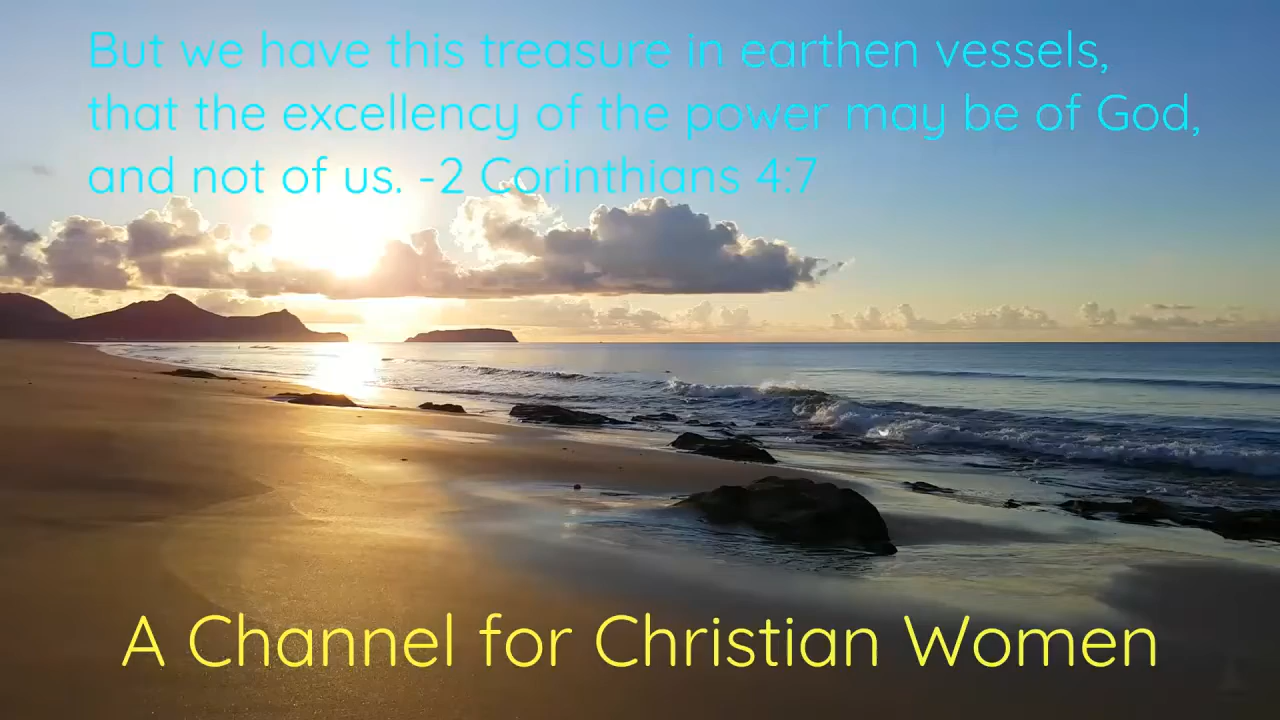 But we have this treasure in earthen vessels,
that the excellency of the power may be of God,
and not of us. -2 Corinthians 4:7
A Channel for Christian Women